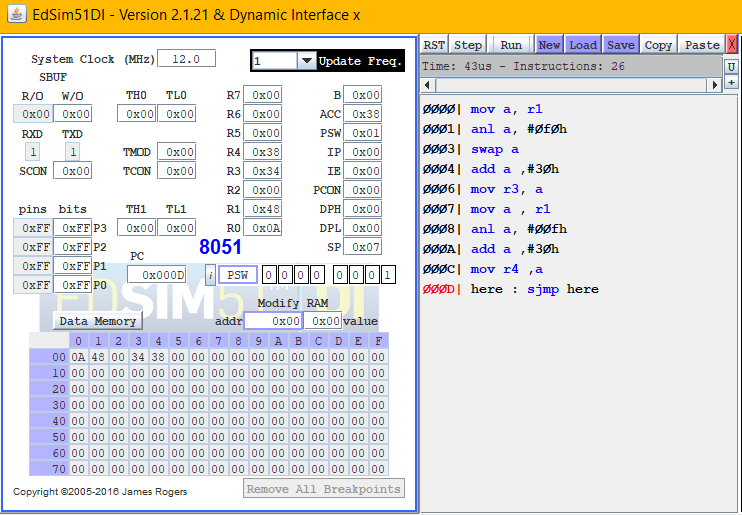 EdSim51DI - Version 2.1.21 & Dynamic Interface x
System Clock (MHz) 12.0 1 Update Freq.
SBUF
R/O W/O TH0 TL0 R7 0x00 B 0x00
0x00 0x00 0x00 0x00 R6 0x00 ACC 0x38
RXD TXD R5 0x00 PSW 0x01
1 1 TMOD 0x00 R4 0x38 IP 0x00
SCON 0x00 TCON 0x00 R3 0x34 IE 0x00
R2 0x00 PCON 0x00
pins bits TH1 TL1 R1 0x48 DPH 0x00
0xFF 0xFF P3 0x00 0x00 R0 0x0A DPL 0x00
0xFF 0xFF P2 8051 SP 0x07
0xFF 0xFF P1 PC
0x000D i PSW 0 0 0 0 0 0 0 1
0xFF 0xFF P0
EDSIM51DI
TM
Modify RAM
Data Memory addr 0x00 0x00 value
0 1 2 3 4 5 6 7 8 9 A B C D E F
00 0A 48 00 34 38 00 00 00 00 00 00 00 00 00 00 00
10 00 00 00 00 00 00 00 00 00 00 00 00 00 00 00 00
20 00 00 00 00 00 00 00 00 00 00 00 00 00 00 00 00
30 00 00 00 00 00 00 00 00 00 00 00 00 00 00 00 00
40 00 00 00 00 00 00 00 00 00 00 00 00 00 00 00 00
50 00 00 00 00 00 00 00 00 00 00 00 00 00 00 00 00
60 00 00 00 00 00 00 00 00 00 00 00 00 00 00 00 00
70 00 00 00 00 00 00 00 00 00 00 00 00 00 00 00 00
Copyright ©2005-2016 James Rogers Remove All Breakpoints
RST Step Run New Load Save Copy Paste X
Time: 43us - Instructions: 26 U
+
0000| mov a, r1
0001| anl a, #0f0h
0003| swap a
0004| add a ,#30h
0006| mov r3, a
0007| mov a , r1
0008| anl a, #00fh
000A| add a ,#30h
000C| mov r4 ,a
000D| here : sjmp here